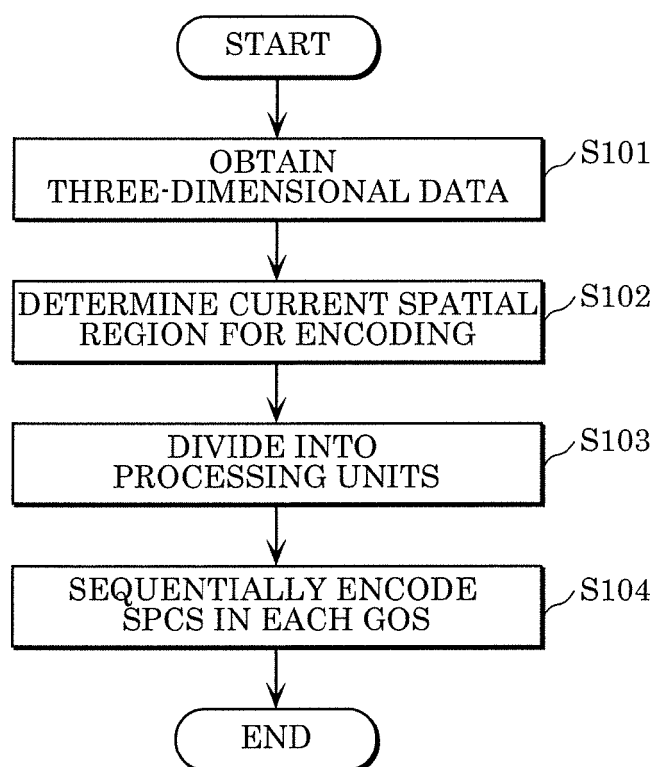 START
OBTAIN
THREE-DIMENSIONAL DATA
S101
DETERMINE CURRENT SPATIAL
REGION FOR ENCODING
S102
DIVIDE INTO
PROCESSING UNITS
S103
SEQUENTIALLY ENCODE
SPCS IN EACH GOS
S104
END